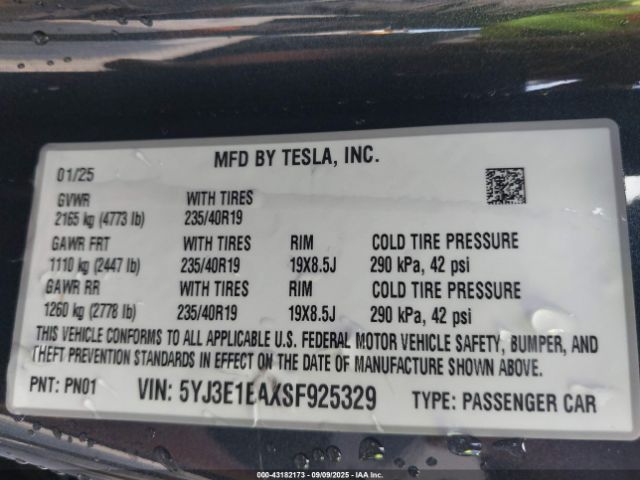 MFD BY TESLA, INC.
01/25
GVWR WITH TIRES
2165 kg (4773 lb) 235/40R19
GAWR FRT WITH TIRES RIM COLD TIRE PRESSURE
1110 kg (2447 lb) 235/40R19 19X8.5J 290 kPa, 42 psi
GAWR RR WITH TIRES RIM COLD TIRE PRESSURE
1260 kg (2778 lb) 235/40R19 19X8.5J 290 kPa, 42 psi
THIS VEHICLE CONFORMS TO ALL APPLICABLE U.S. FEDERAL MOTOR VEHICLE SAFETY, BUMPER, AND
THEFT PREVENTION STANDARDS IN EFFECT ON THE DATE OF MANUFACTURE SHOWN ABOVE.
PNT: PN01 VIN: 5YJ3E1EAXSF925329 TYPE: PASSENGER CAR
000-43182173 - 09/09/2025 - IAAI, Inc.